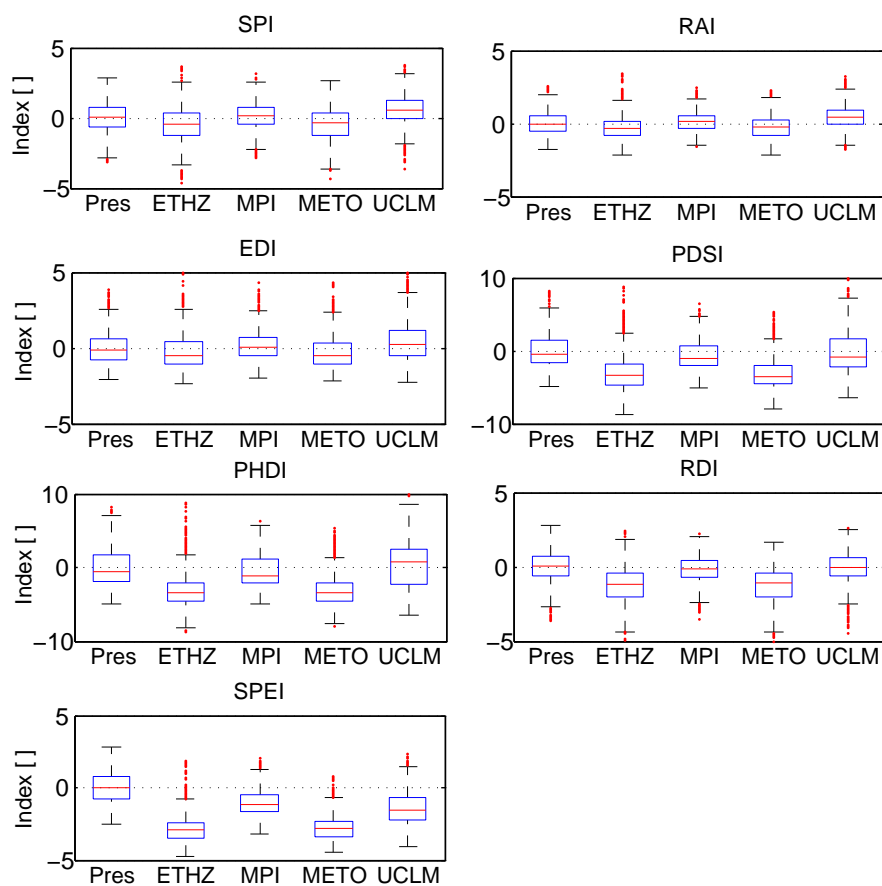 SPI
5
0
−5
Index [ ]
Pres ETHZ MPI METO UCLM
RAI
5
0
−5
Pres ETHZ MPI METO UCLM
EDI
5
0
−5
Index [ ]
Pres ETHZ MPI METO UCLM
PDSI
10
0
−10
Pres ETHZ MPI METO UCLM
PHDI
10
0
−10
Index [ ]
Pres ETHZ MPI METO UCLM
RDI
5
0
−5
Pres ETHZ MPI METO UCLM
SPEI
5
0
−5
Index [ ]
Pres ETHZ MPI METO UCLM